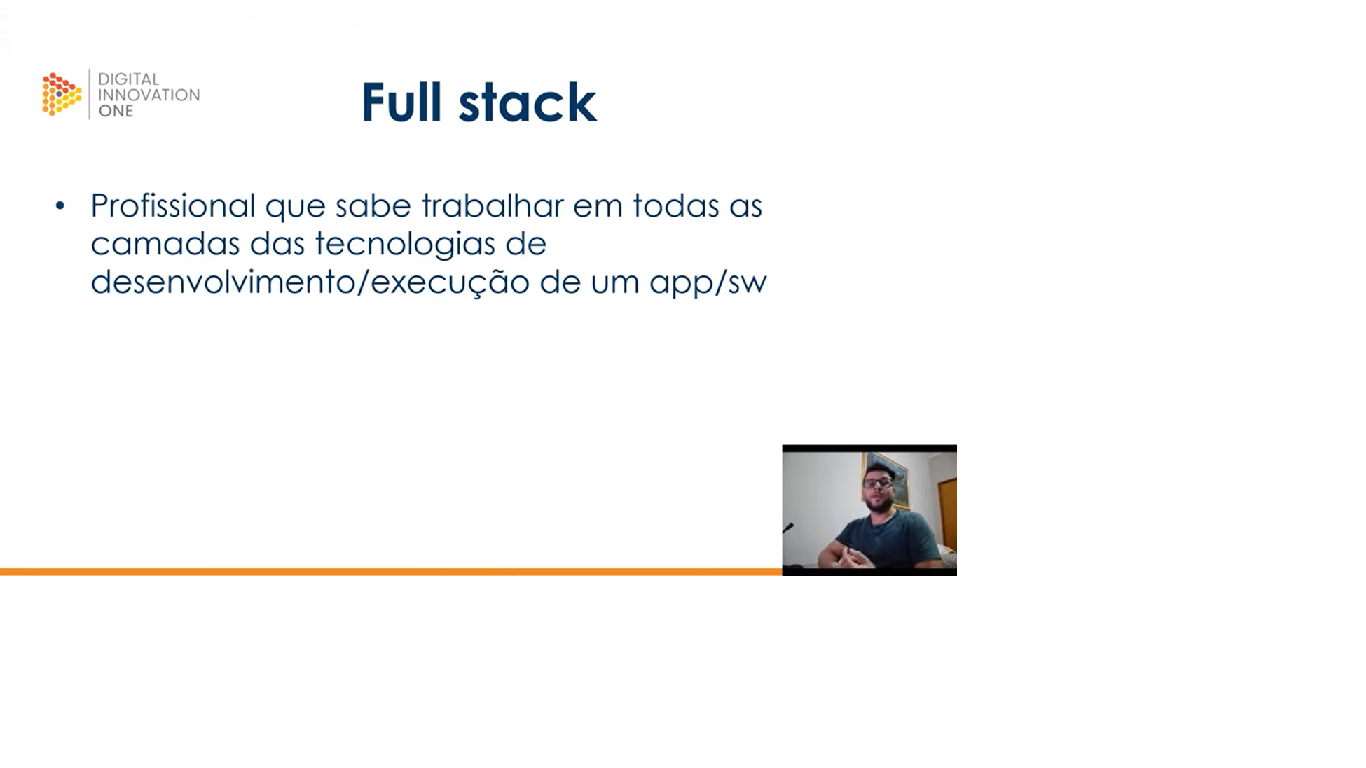 DIGITAL
INNOVATION
ONE
Full stack
• Profissional que sabe trabalhar em todas as
camadas das tecnologias de
desenvolvimento/execução de um app/sw